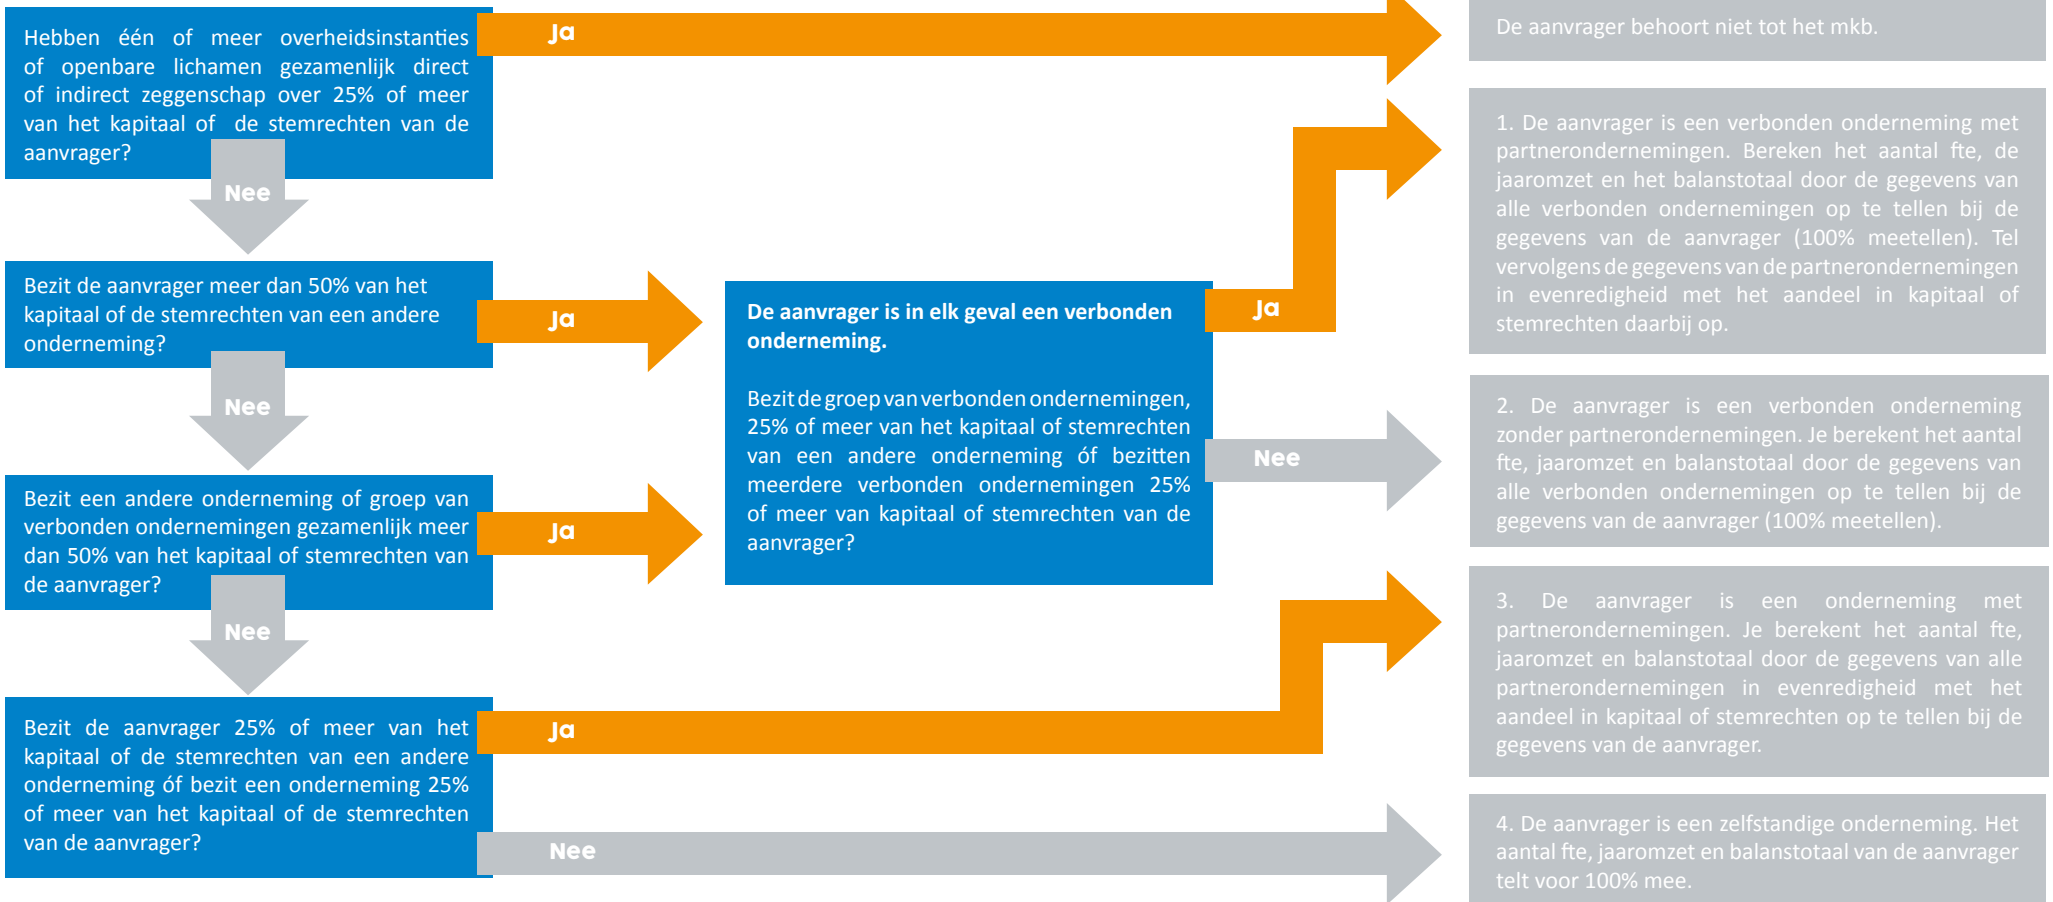 Hebben één of meer overheidsinstanties
of openbare lichamen gezamenlijk direct
of indirect zeggenschap over 25% of meer
van het kapitaal of de stemrechten van de
aanvrager?
Ja
De aanvrager behoort niet tot het mkb.
Nee
Bezit de aanvrager meer dan 50% van het
kapitaal of de stemrechten van een andere
onderneming?
Ja
Nee
Bezit een andere onderneming of groep van
verbonden ondernemingen gezamenlijk meer
dan 50% van het kapitaal of stemrechten van
de aanvrager?
Ja
Nee
De aanvrager is in elk geval een verbonden
onderneming.
Bezit de groep van verbonden ondernemingen,
25% of meer van het kapitaal of stemrechten
van een andere onderneming óf bezitten
meerdere verbonden ondernemingen 25%
of meer van kapitaal of stemrechten van de
aanvrager?
Ja
1. De aanvrager is een verbonden onderneming met
partnerondernemingen. Bereken het aantal fte, de
jaaromzet en het balanstotaal door de gegevens van
alle verbonden ondernemingen op te tellen bij de
gegevens van de aanvrager (100% meetellen). Tel
vervolgens de gegevens van de partnerondernemingen
in evenredigheid met het aandeel in kapitaal of
stemrechten daarbij op.
Nee
2. De aanvrager is een verbonden onderneming
zonder partnerondernemingen. Je berekent het aantal
fte, jaaromzet en balanstotaal door de gegevens van
alle verbonden ondernemingen op te tellen bij de
gegevens van de aanvrager (100% meetellen).
Bezit de aanvrager 25% of meer van het
kapitaal of de stemrechten van een andere
onderneming óf bezit een onderneming 25%
of meer van het kapitaal of de stemrechten
van de aanvrager?
Ja
3. De aanvrager is een onderneming met
partnerondernemingen. Je berekent het aantal fte,
jaaromzet en balanstotaal door de gegevens van alle
partnerondernemingen in evenredigheid met het
aandeel in kapitaal of stemrechten op te tellen bij de
gegevens van de aanvrager.
Nee
4. De aanvrager is een zelfstandige onderneming. Het
aantal fte, jaaromzet en balanstotaal van de aanvrager
telt voor 100% mee.